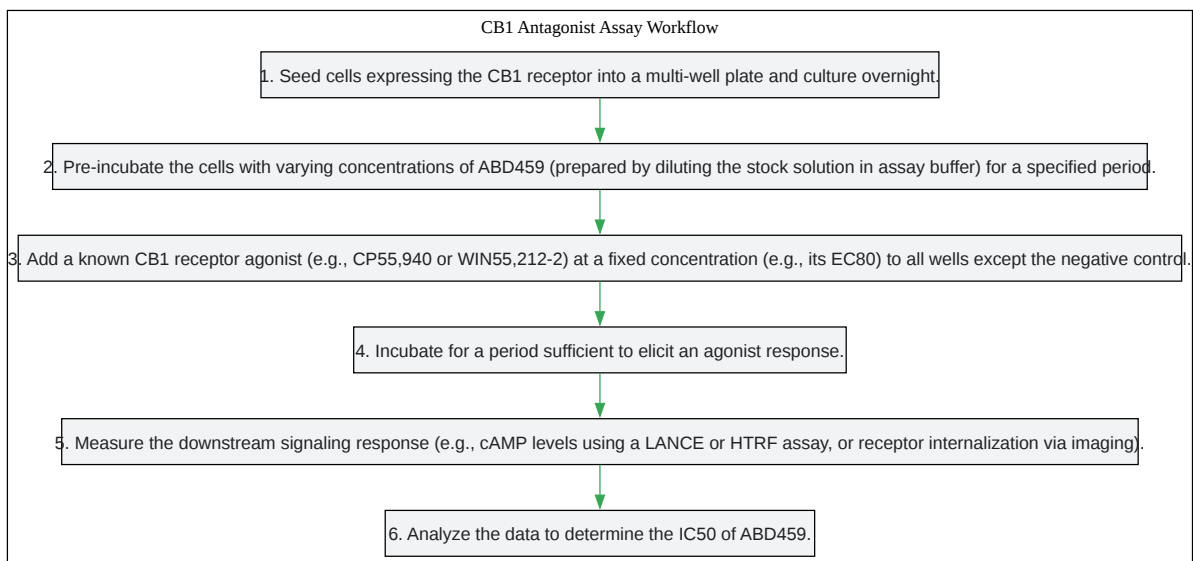 CB1 Antagonist Assay Workflow
1. Seed cells expressing the CB1 receptor into a multi-well plate and culture overnight.
2. Pre-incubate the cells with varying concentrations of ABD459 (prepared by diluting the stock solution in assay buffer) for a specified period.
3. Add a known CB1 receptor agonist (e.g., CP55,940 or WIN55,212-2) at a fixed concentration (e.g., its EC80) to all wells except the negative control.
4. Incubate for a period sufficient to elicit an agonist response.
5. Measure the downstream signaling response (e.g., cAMP levels using a LANCE or HTRF assay, or receptor internalization via imaging).
6. Analyze the data to determine the IC50 of ABD459.